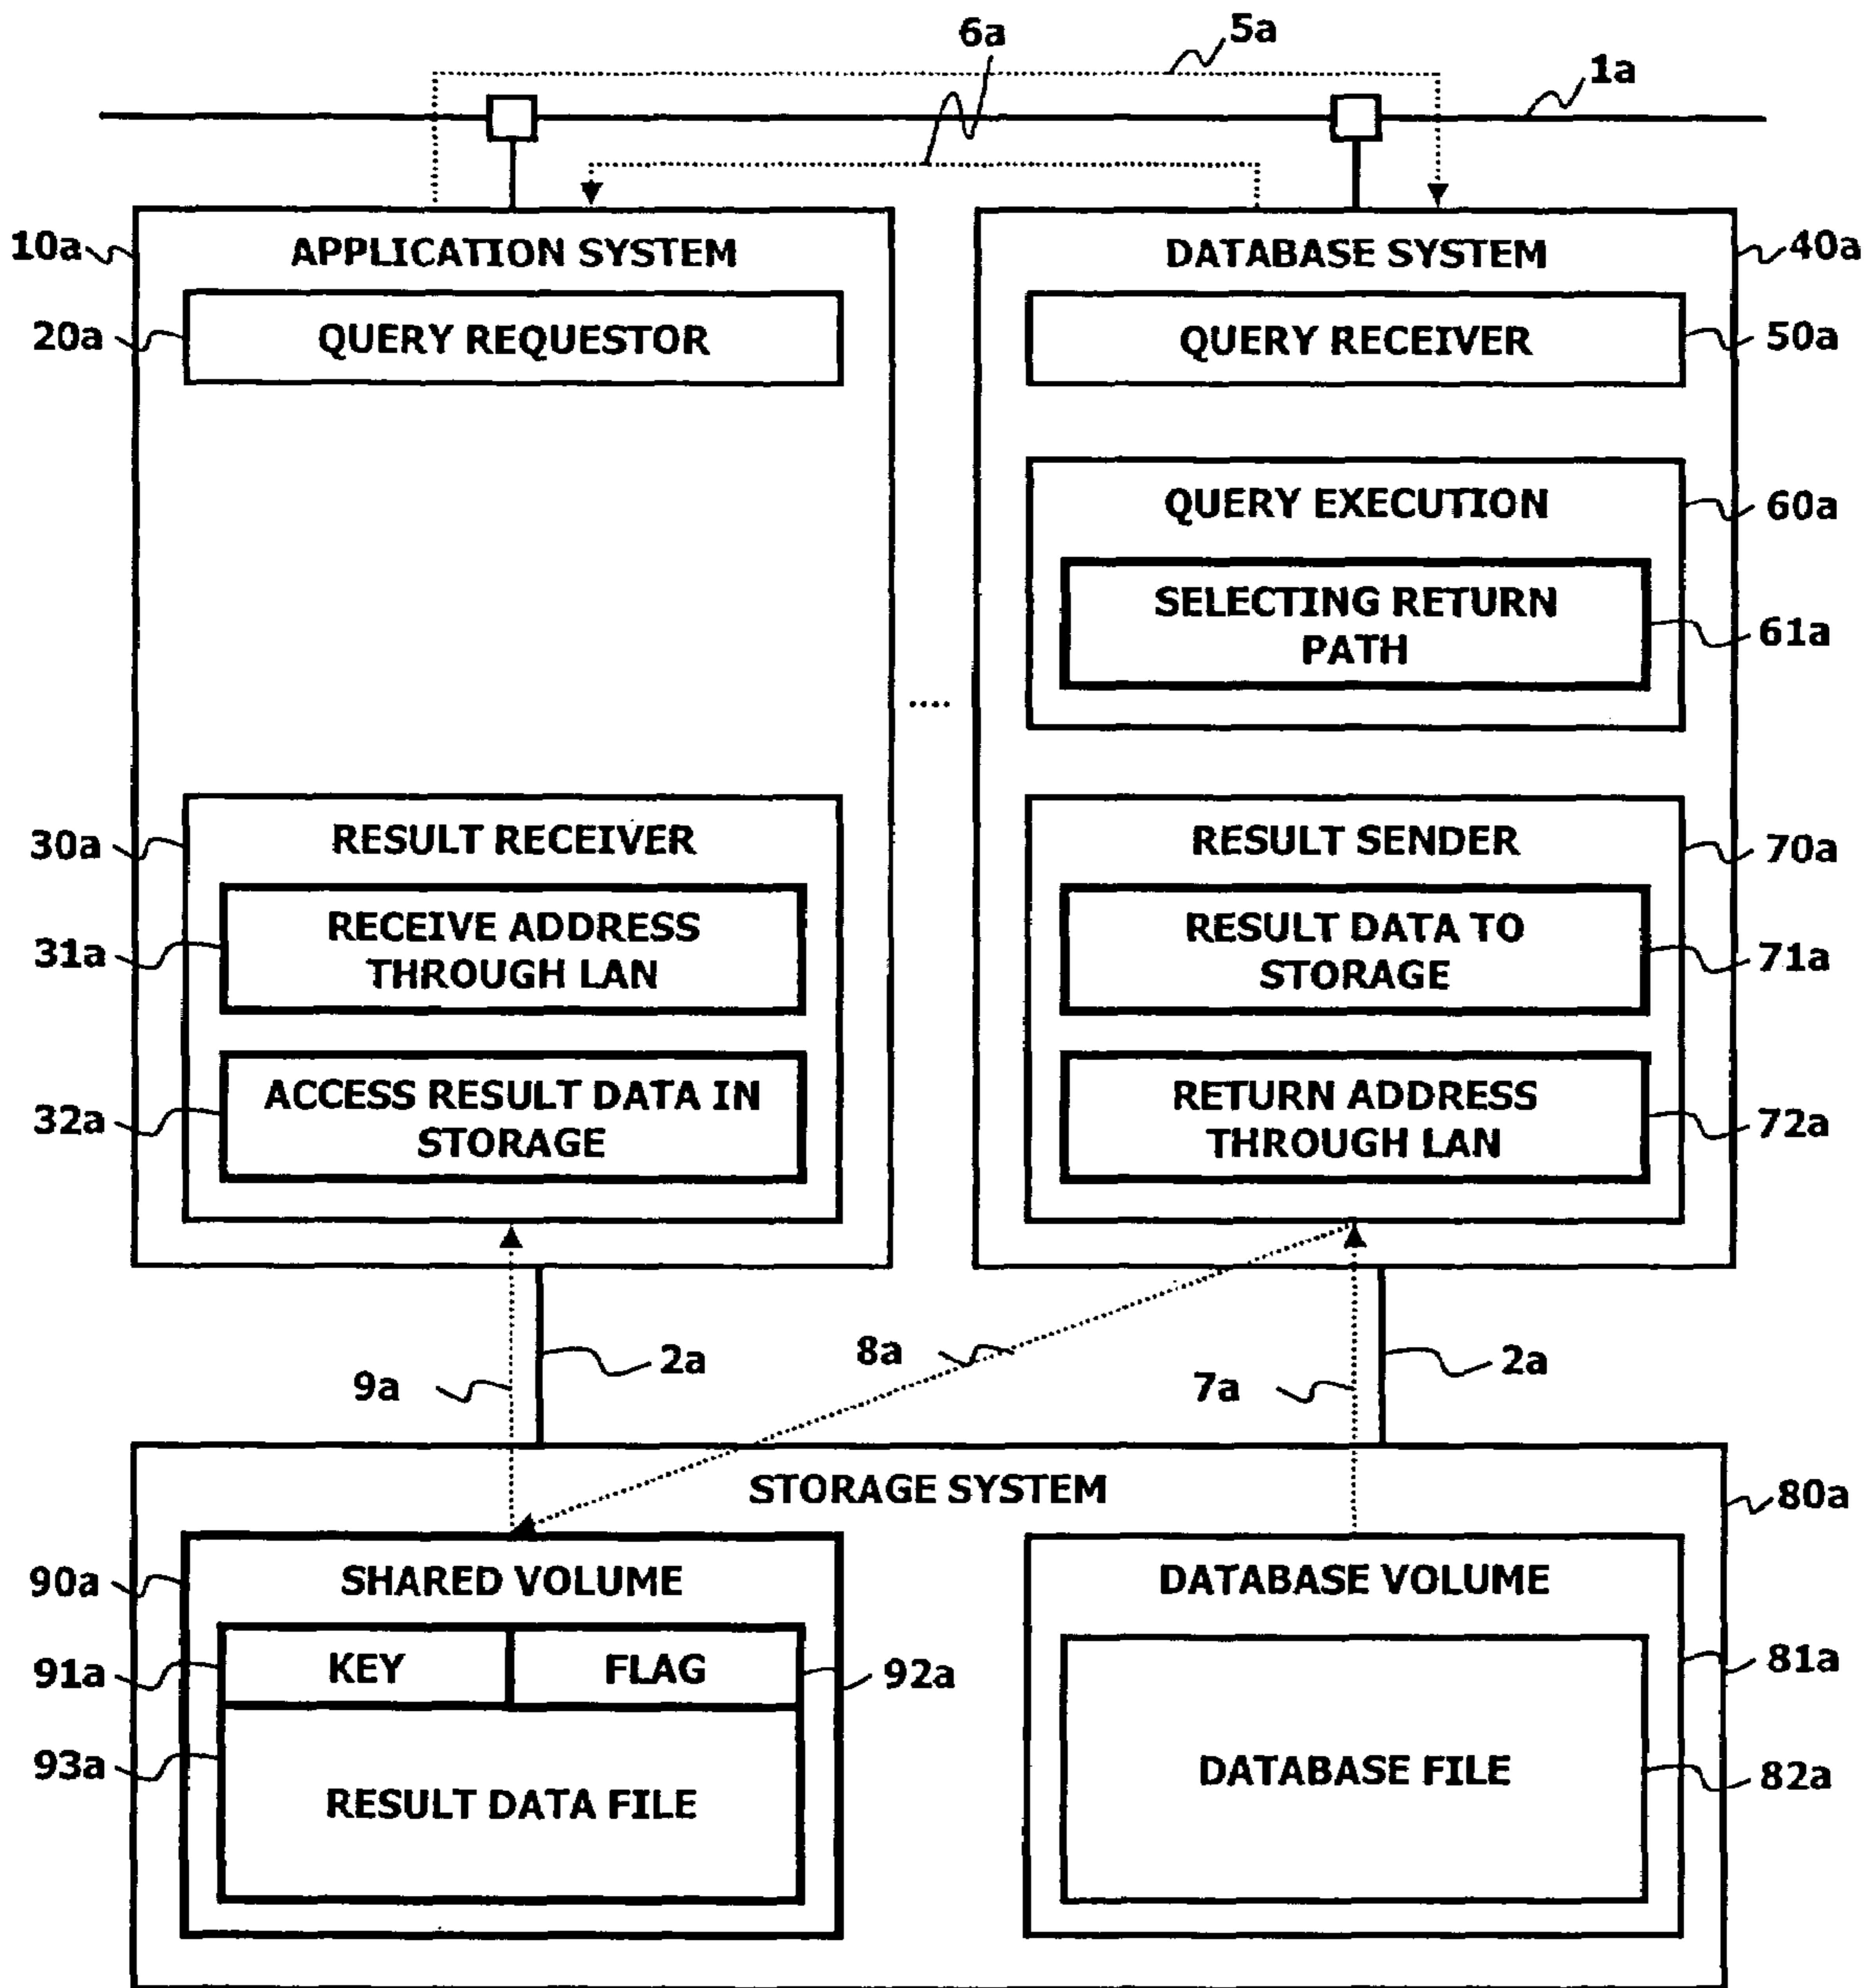 6a
5a
1a
10a
APPLICATION SYSTEM
DATABASE SYSTEM
40a
20a
QUERY REQUESTOR
QUERY RECEIVER
50a
QUERY EXECUTION
60a
SELECTING RETURN
PATH
61a
30a
RESULT RECEIVER
RESULT SENDER
70a
31a
RECEIVE ADDRESS
THROUGH LAN
RESULT DATA TO
STORAGE
71a
32a
ACCESS RESULT DATA IN
STORAGE
RETURN ADDRESS
THROUGH LAN
72a
9a
2a
8a
7a
2a
STORAGE SYSTEM
80a
90a
SHARED VOLUME
DATABASE VOLUME
91a
KEY
FLAG
92a
81a
93a
RESULT DATA FILE
DATABASE FILE
82a